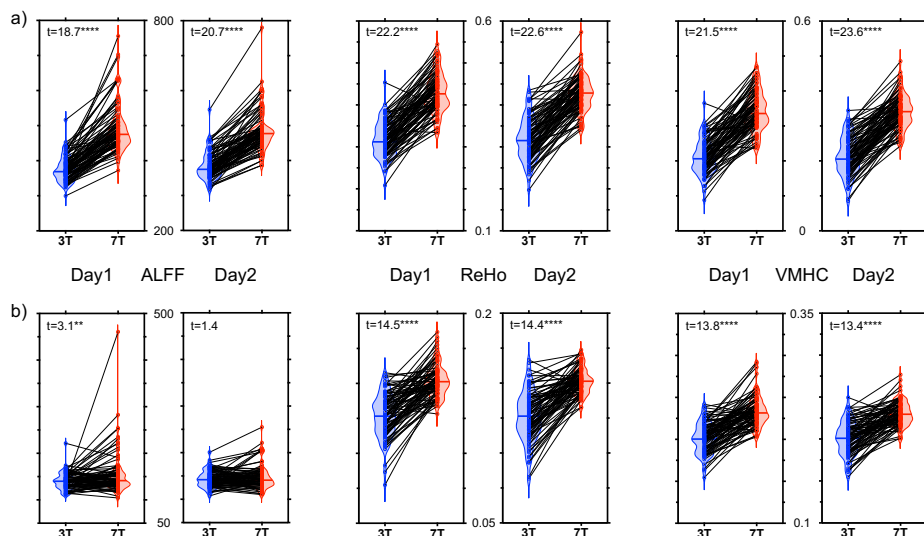 a)
t=18.7**** 800 t=20.7**** t=22.2**** 0.6 t=22.6**** t=21.5**** 0.6 t=23.6****
200 0.1 0
3T 7T 3T 7T 3T 7T 3T 7T 3T 7T 3T 7T
Day1 ALFF Day2 Day1 ReHo Day2 Day1 VMHC Day2
b)
t=3.1** 500 t=1.4 t=14.5**** 0.2 t=14.4**** t=13.8**** 0.35 t=13.4****
50 0.05 0.1
3T 7T 3T 7T 3T 7T 3T 7T 3T 7T 3T 7T